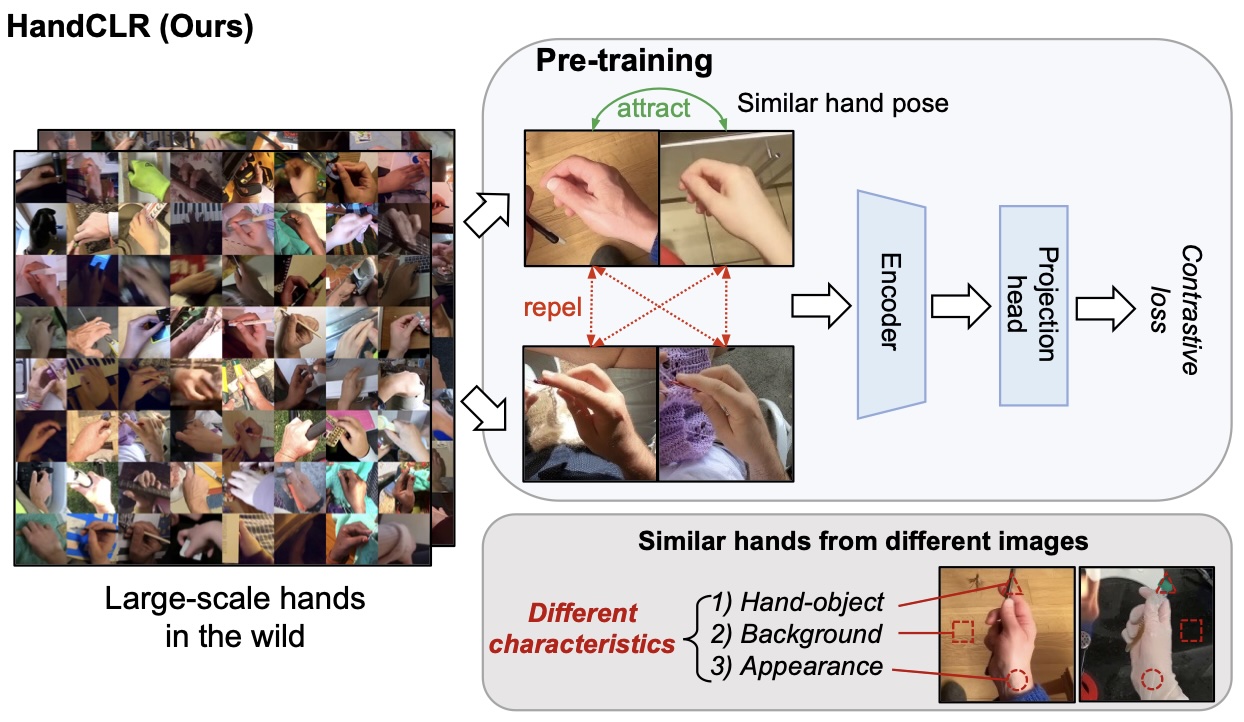 HandCLR (Ours)
Pre-training
attract
Similar hand pose
repel
Encoder
Projection
head
Contrastive
loss
Large-scale hands
in the wild
Similar hands from different images
Different
characteristics
1) Hand-object
2) Background
3) Appearance